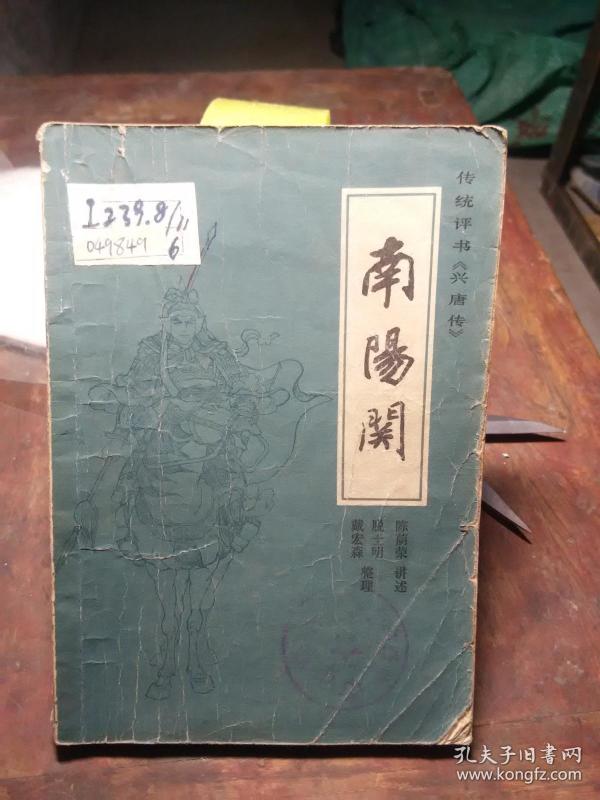 传统评书《兴唐传》
南陽関
陈荫荣 讲述
脱士明
戴宏森 整理
I239.8/11
049849 6
孔夫子旧書网
www.kongfz.com